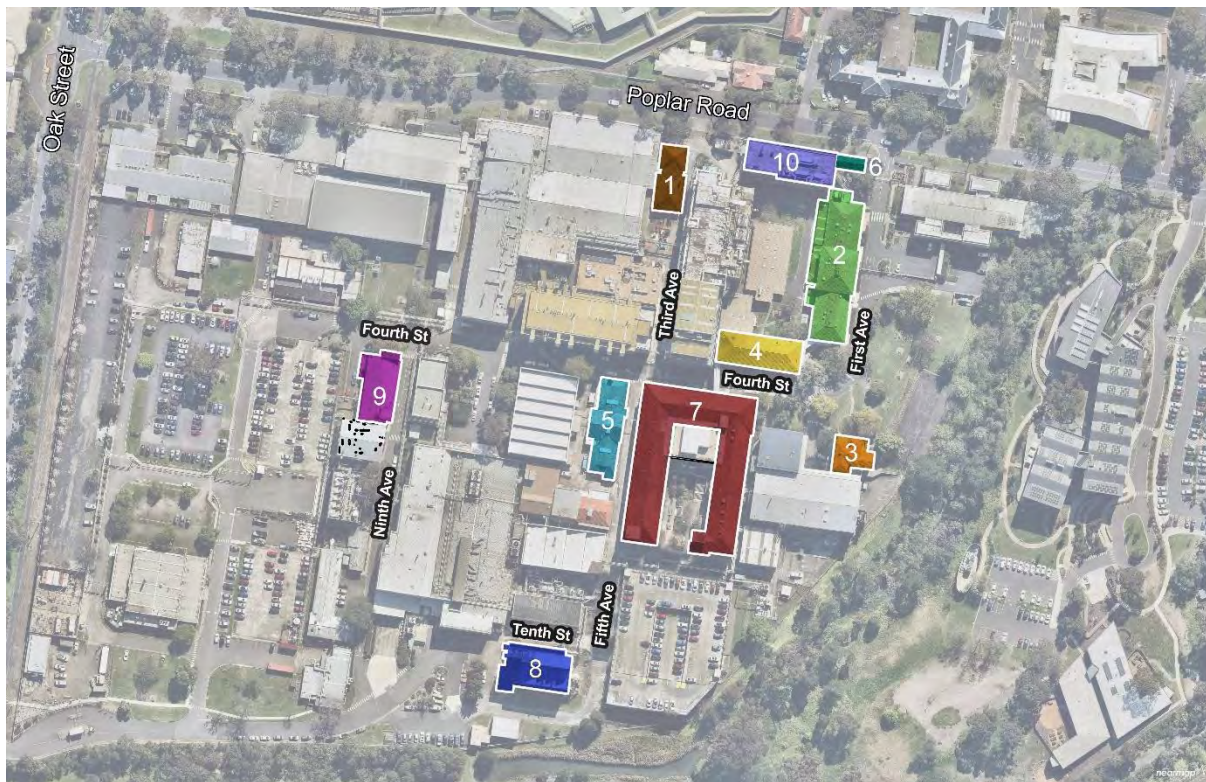 Oak Street
Poplar Road
10
6
1
2
Third Ave
First Ave
Fourth St
4
Fourth St
9
5
7
3
Ninth Ave
Fifth Ave
Tenth St
8
nearmap